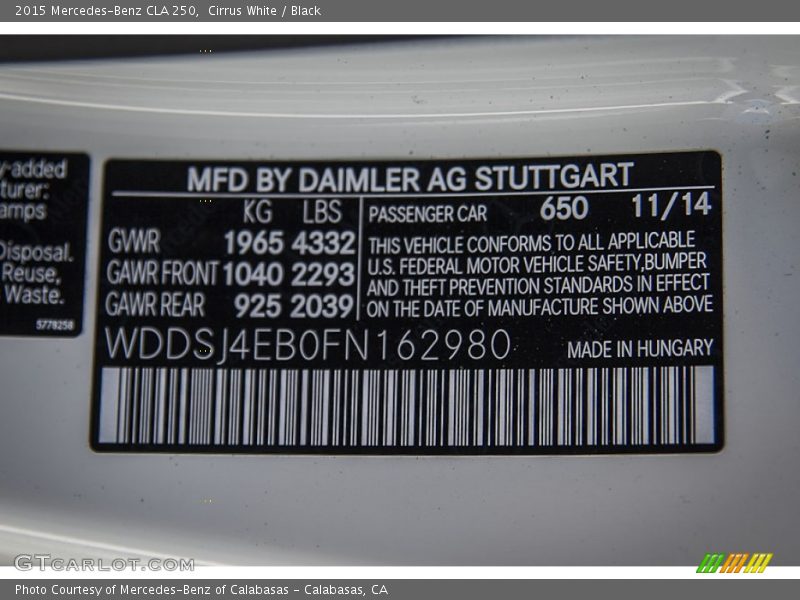 2015 Mercedes-Benz CLA 250,  Cirrus White / Black
y-added
turer:
amps
Disposal.
Reuse,
Waste.
5778258
MFD BY DAIMLER AG STUTTGART
KG LBS
GWR 1965 4332
GAWR FRONT 1040 2293
GAWR REAR 925 2039
PASSENGER CAR 650 11/14
THIS VEHICLE CONFORMS TO ALL APPLICABLE
U.S. FEDERAL MOTOR VEHICLE SAFETY,BUMPER
AND THEFT PREVENTION STANDARDS IN EFFECT
ON THE DATE OF MANUFACTURE SHOWN ABOVE
WDDSJ4EB0FN162980
MADE IN HUNGARY
GTCARLOT.COM
Photo Courtesy of Mercedes-Benz of Calabasas - Calabasas, CA